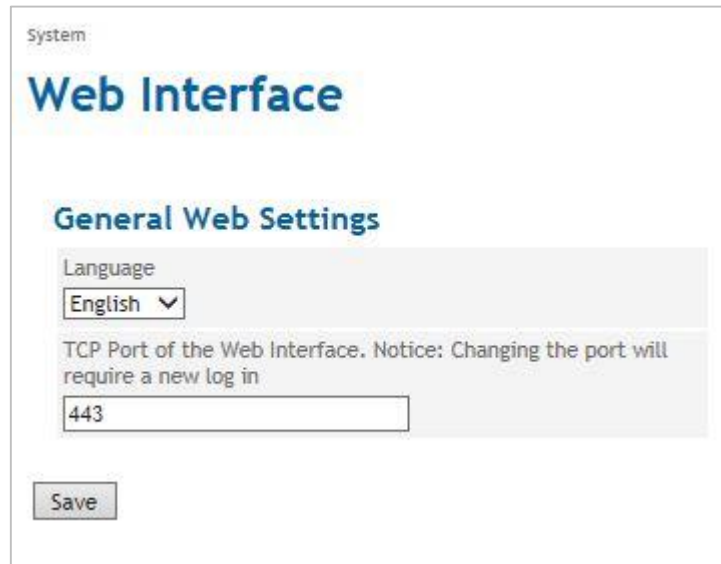 System
Web Interface
General Web Settings
Language
English
TCP Port of the Web Interface. Notice: Changing the port will
require a new log in
443
Save